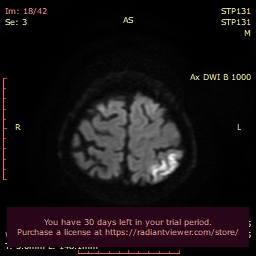 Im: 18/42
Se: 3
AS
STP131
STP131
M
Ax DWI B 1000
R
L
You have 30 days left in your trial period.
Purchase a license at https://radiantviewer.com/store/